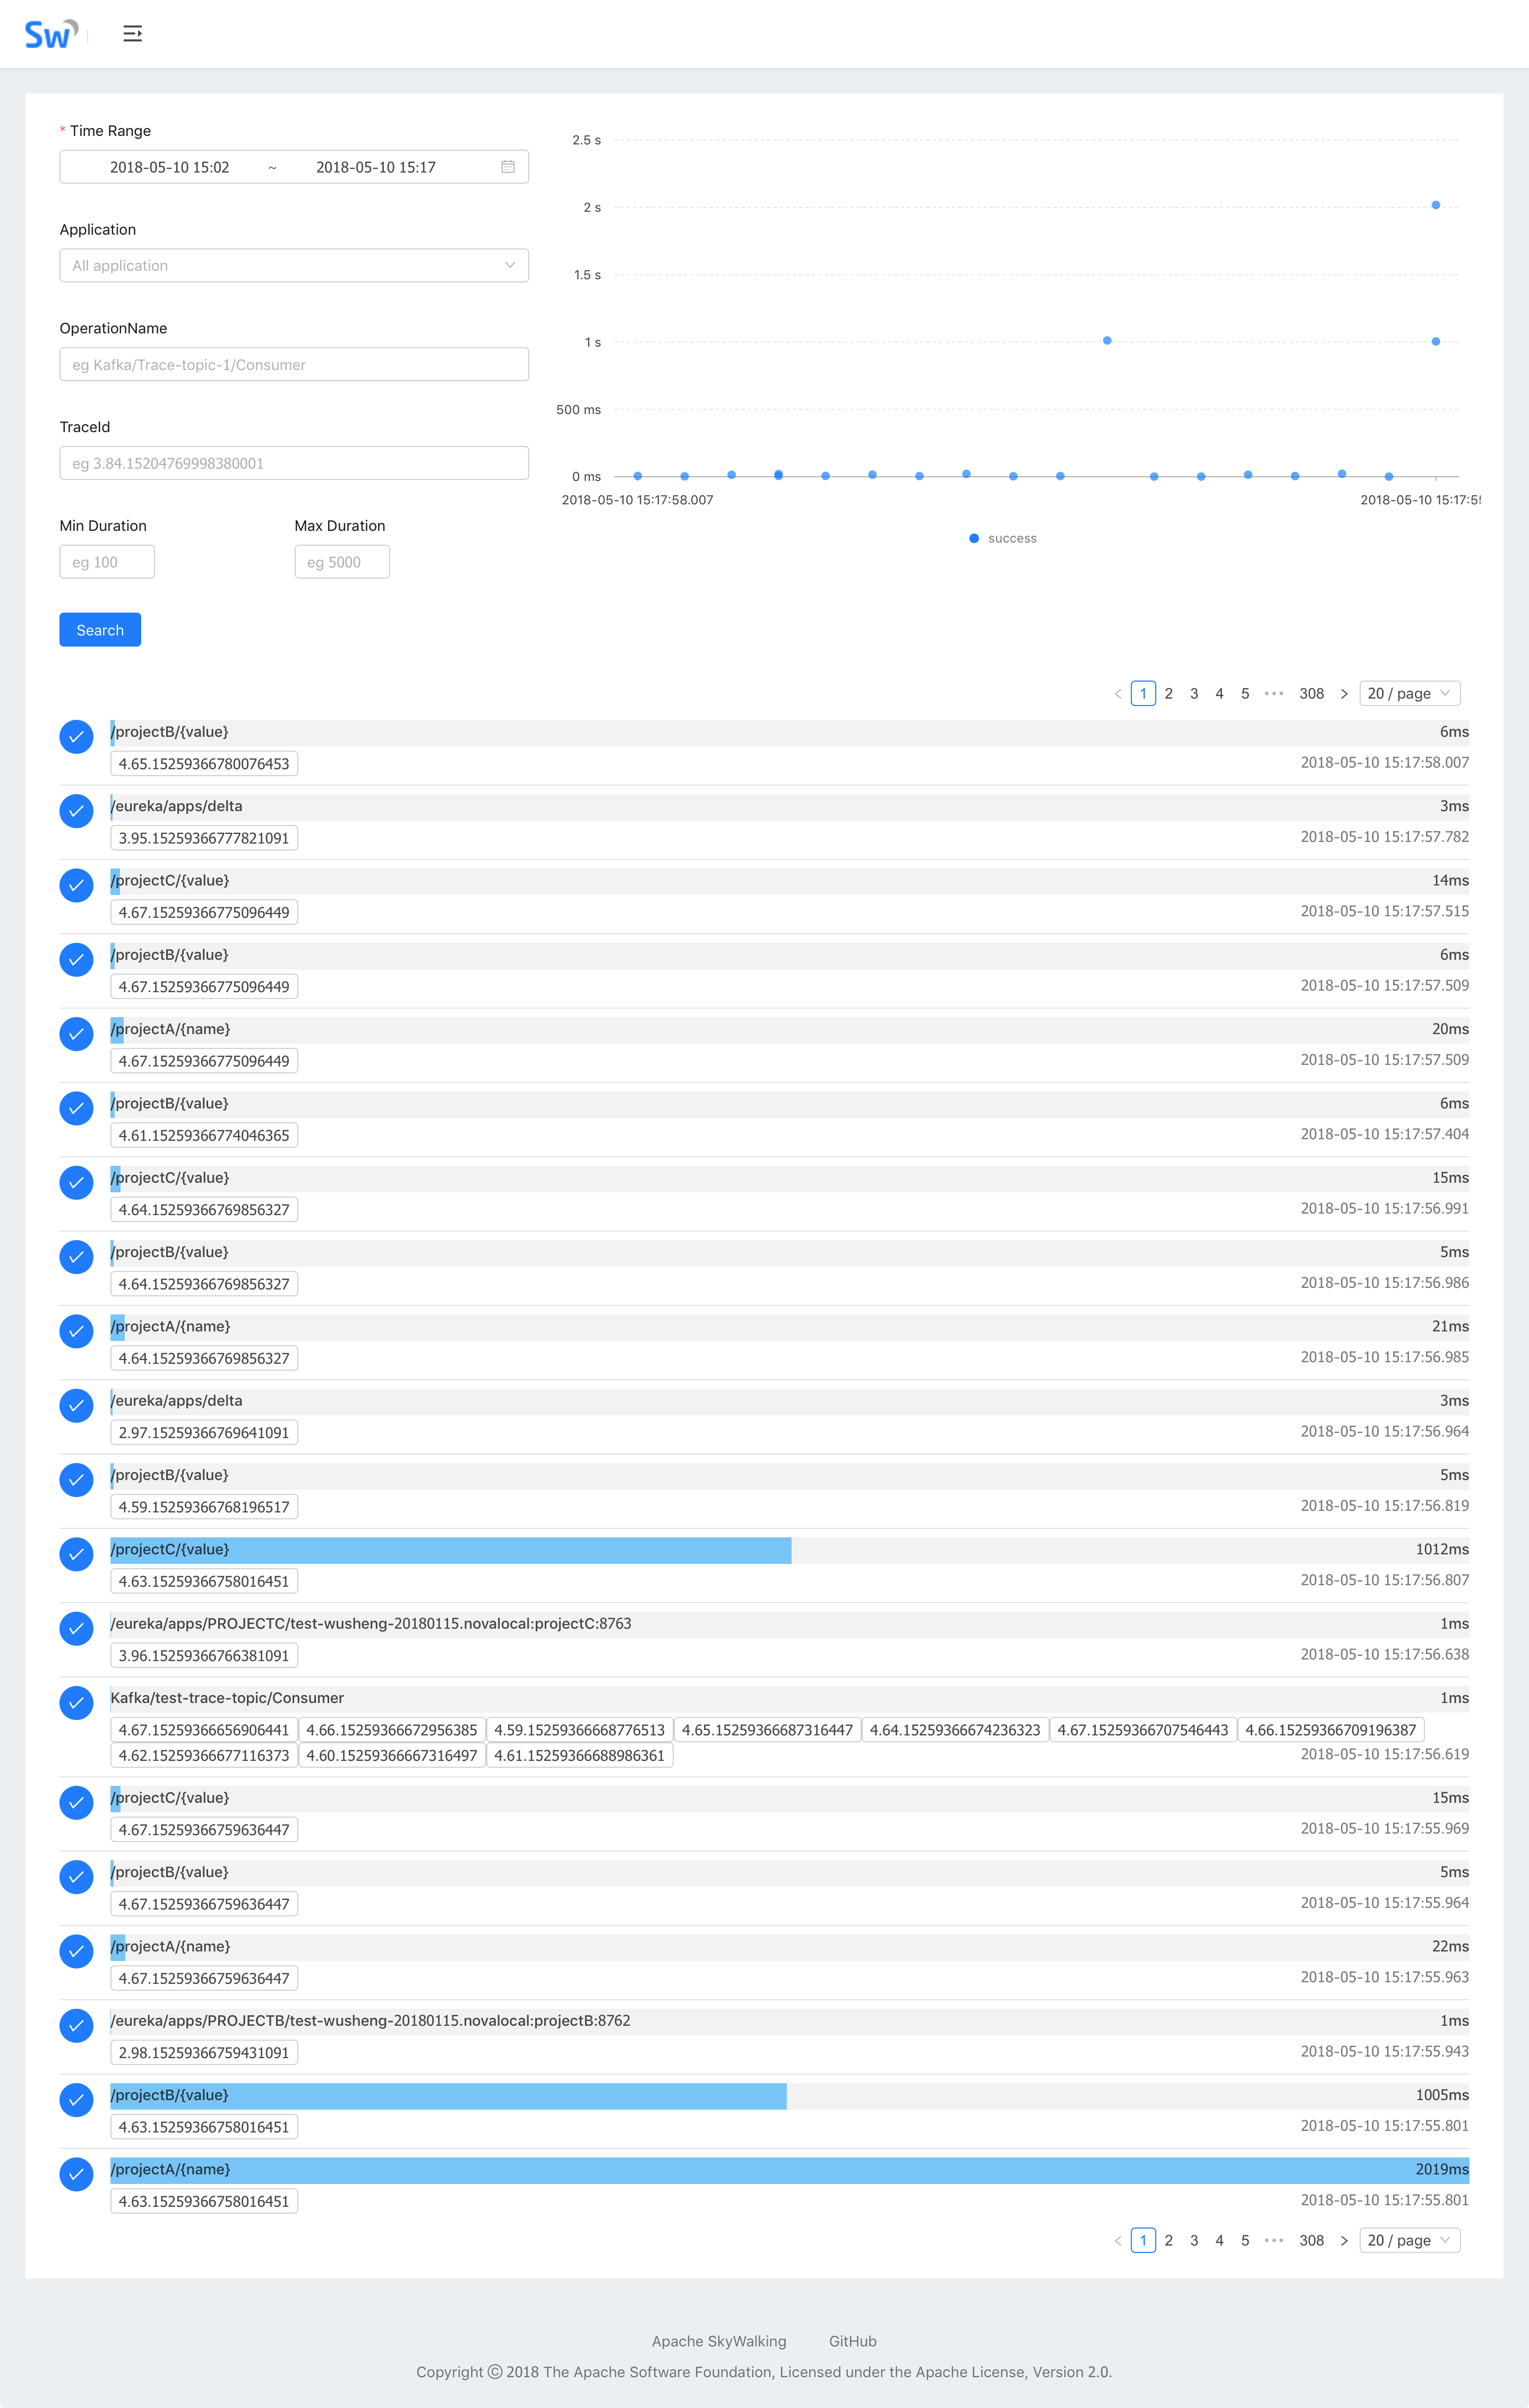 Sw
* Time Range
2018-05-10 15:02 ~ 2018-05-10 15:17
Application
All application
OperationName
eg Kafka/Trace-topic-1/Consumer
TraceId
eg 3.84.15204769998380001
Min Duration Max Duration
eg 100 eg 5000
Search
2.5 s
2 s
1.5 s
1 s
500 ms
0 ms
2018-05-10 15:17:58.007 2018-05-10 15:17:55
success
1 2 3 4 5 ••• 308 20 / page
/projectB/{value} 6ms
4.65.15259366780076453 2018-05-10 15:17:58.007
/eureka/apps/delta 3ms
3.95.15259366777821091 2018-05-10 15:17:57.782
/projectC/{value} 14ms
4.67.15259366775096449 2018-05-10 15:17:57.515
/projectB/{value} 6ms
4.67.15259366775096449 2018-05-10 15:17:57.509
/projectA/{name} 20ms
4.67.15259366775096449 2018-05-10 15:17:57.509
/projectB/{value} 6ms
4.61.15259366774046365 2018-05-10 15:17:57.404
/projectC/{value} 15ms
4.64.15259366769856327 2018-05-10 15:17:56.991
/projectB/{value} 5ms
4.64.15259366769856327 2018-05-10 15:17:56.986
/projectA/{name} 21ms
4.64.15259366769856327 2018-05-10 15:17:56.985
/eureka/apps/delta 3ms
2.97.15259366769641091 2018-05-10 15:17:56.964
/projectB/{value} 5ms
4.59.15259366768196517 2018-05-10 15:17:56.819
/projectC/{value} 1012ms
4.63.15259366758016451 2018-05-10 15:17:56.807
/eureka/apps/PROJECTC/test-wusheng-20180115.novalocal:projectC:8763 1ms
3.96.15259366766381091 2018-05-10 15:17:56.638
Kafka/test-trace-topic/Consumer 1ms
4.67.15259366656906441 4.66.15259366672956385 4.59.15259366668776513 4.65.15259366687316447 4.64.15259366674236323 4.67.15259366707546443 4.66.15259366709196387
4.62.15259366677116373 4.60.15259366667316497 4.61.15259366688986361 2018-05-10 15:17:56.619
/projectC/{value} 15ms
4.67.15259366759636447 2018-05-10 15:17:55.969
/projectB/{value} 5ms
4.67.15259366759636447 2018-05-10 15:17:55.964
/projectA/{name} 22ms
4.67.15259366759636447 2018-05-10 15:17:55.963
/eureka/apps/PROJECTB/test-wusheng-20180115.novalocal:projectB:8762 1ms
2.98.15259366759431091 2018-05-10 15:17:55.943
/projectB/{value} 1005ms
4.63.15259366758016451 2018-05-10 15:17:55.801
/projectA/{name} 2019ms
4.63.15259366758016451 2018-05-10 15:17:55.801
1 2 3 4 5 ••• 308 20 / page
Apache SkyWalking GitHub
Copyright © 2018 The Apache Software Foundation, Licensed under the Apache License, Version 2.0.